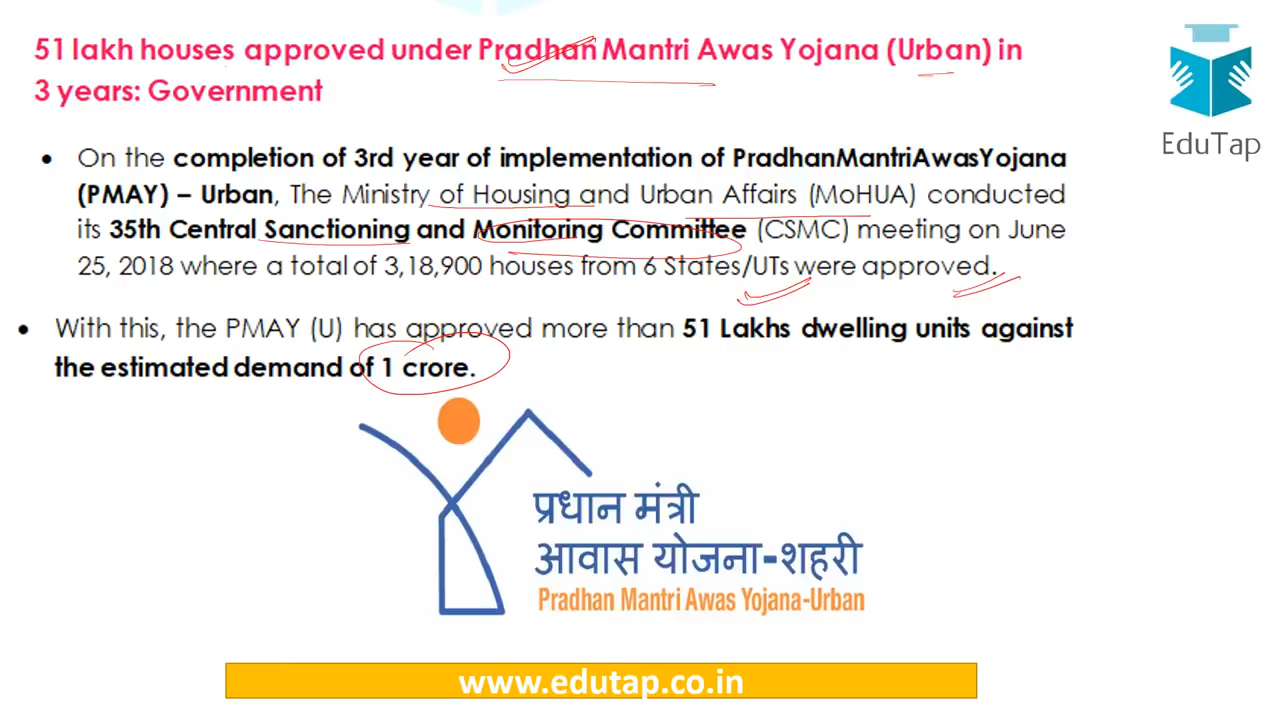 51 lakh houses approved under Pradhan Mantri Awas Yojana (Urban) in
3 years: Government
EduTap
• On the completion of 3rd year of implementation of PradhanMantriAwasYojana
(PMAY) – Urban, The Ministry of Housing and Urban Affairs (MoHUA) conducted
its 35th Central Sanctioning and Monitoring Committee (CSMC) meeting on June
25, 2018 where a total of 3,18,900 houses from 6 States/UTs were approved.
• With this, the PMAY (U) has approved more than 51 Lakhs dwelling units against
the estimated demand of 1 crore.
प्रधान मंत्री
आवास योजना-शहरी
Pradhan Mantri Awas Yojana-Urban
www.edutap.co.in